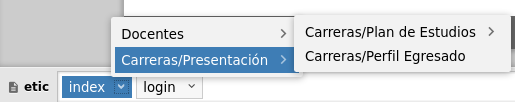 Docentes
Carreras/Presentación
Carreras/Plan de Estudios
Carreras/Perfil Egresado
etic index login